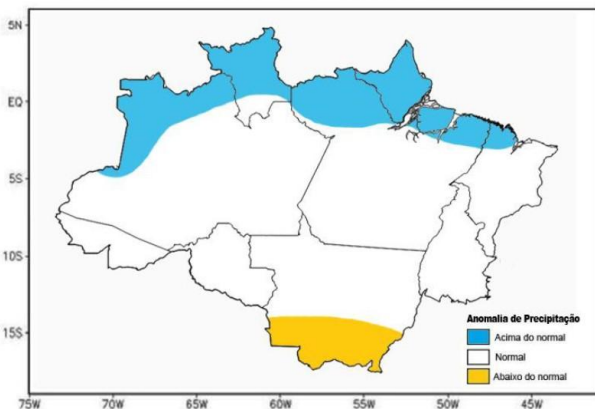 5N
EQ
5S
10S
15S
75W 70W 65W 60W 55W 50W 45W
Anomalia de Precipitação
Acima do normal
Normal
Abaixo do normal